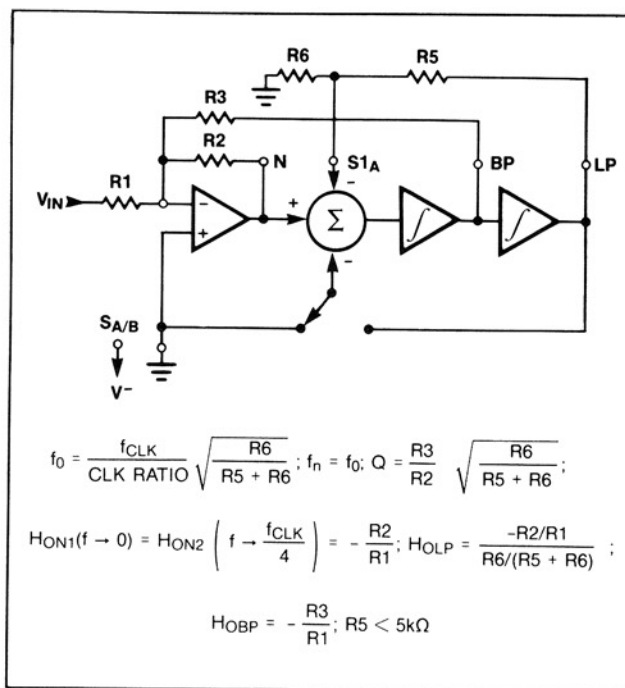 R6
R5
R3
R2
N
S1A
BP
LP
R1
VIN
−
+
+
−
Σ
−
∫
∫
SA/B
V−
f0 = fCLK / CLK RATIO √(R6 / (R5 + R6)) ; fn = f0; Q = R3 / R2 √(R6 / (R5 + R6)) ;
HON1(f → 0) = HON2 ( f → fCLK / 4 ) = − R2 / R1 ; HOLP = −R2/R1 / R6/(R5 + R6) ;
HOBP = − R3 / R1 ; R5 < 5kΩ